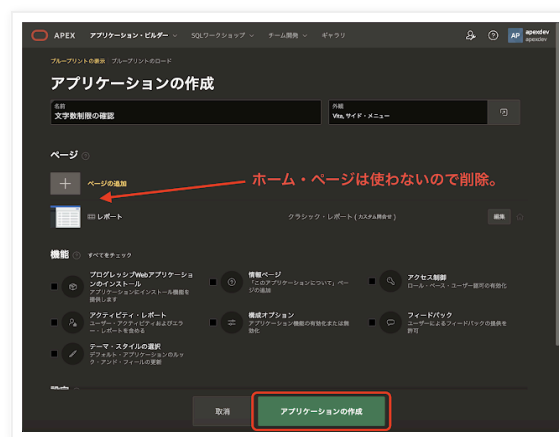 APEX アプリケーション・ビルダー SQLワークショップ チーム開発 ギャラリ AP apexdev
apexdev
ブループリントの表示 ブループリントのロード
アプリケーションの作成
名前 外観
文字数制限の確認 Vita, サイド・メニュー
ページ
ページの追加
ホーム・ページは使わないので削除。
レポート クラシック・レポート (カスタム問合せ) 編集
機能 すべてをチェック
プログレッシブWebアプリケーションのインストール
アプリケーションにインストール機能を提供します
情報ページ
「このアプリケーションについて」ページの追加
アクセス制御
ロール・ベース・ユーザー認可の有効化
アクティビティ・レポート
ユーザー・アクティビティおよびエラー・レポートを含める
構成オプション
アプリケーション機能の有効化または無効化
フィードバック
ユーザーによるフィードバックの提供を許可
テーマ・スタイルの選択
デフォルト・アプリケーションのルック・アンド・フィールの更新
取消 アプリケーションの作成